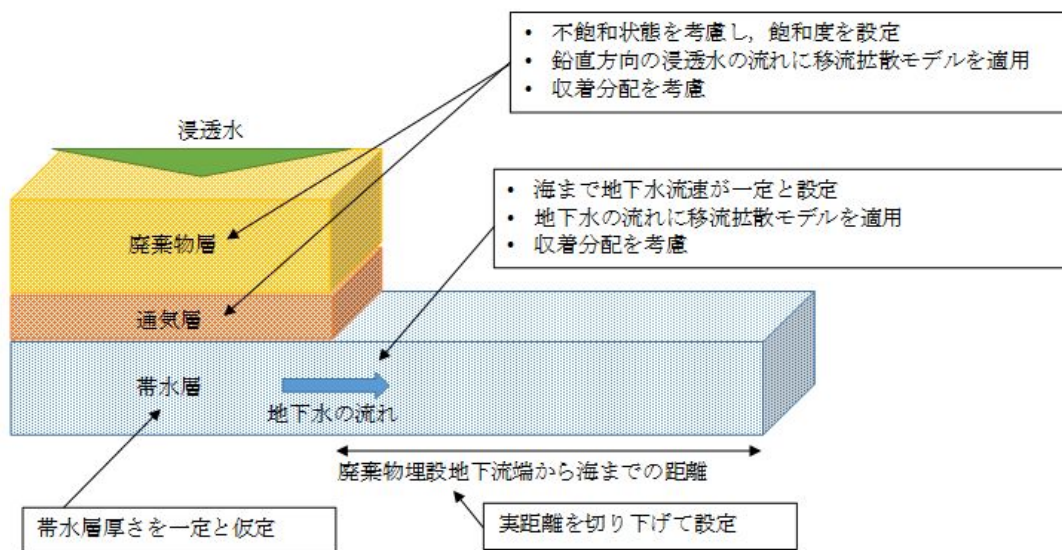 • 不飽和状態を考慮し，飽和度を設定
• 鉛直方向の浸透水の流れに移流拡散モデルを適用
• 収着分配を考慮
浸透水
• 海まで地下水流速が一定と設定
• 地下水の流れに移流拡散モデルを適用
• 収着分配を考慮
廃棄物層
通気層
帯水層
地下水の流れ
廃棄物埋設地下流端から海までの距離
帯水層厚さを一定と仮定
実距離を切り下げて設定